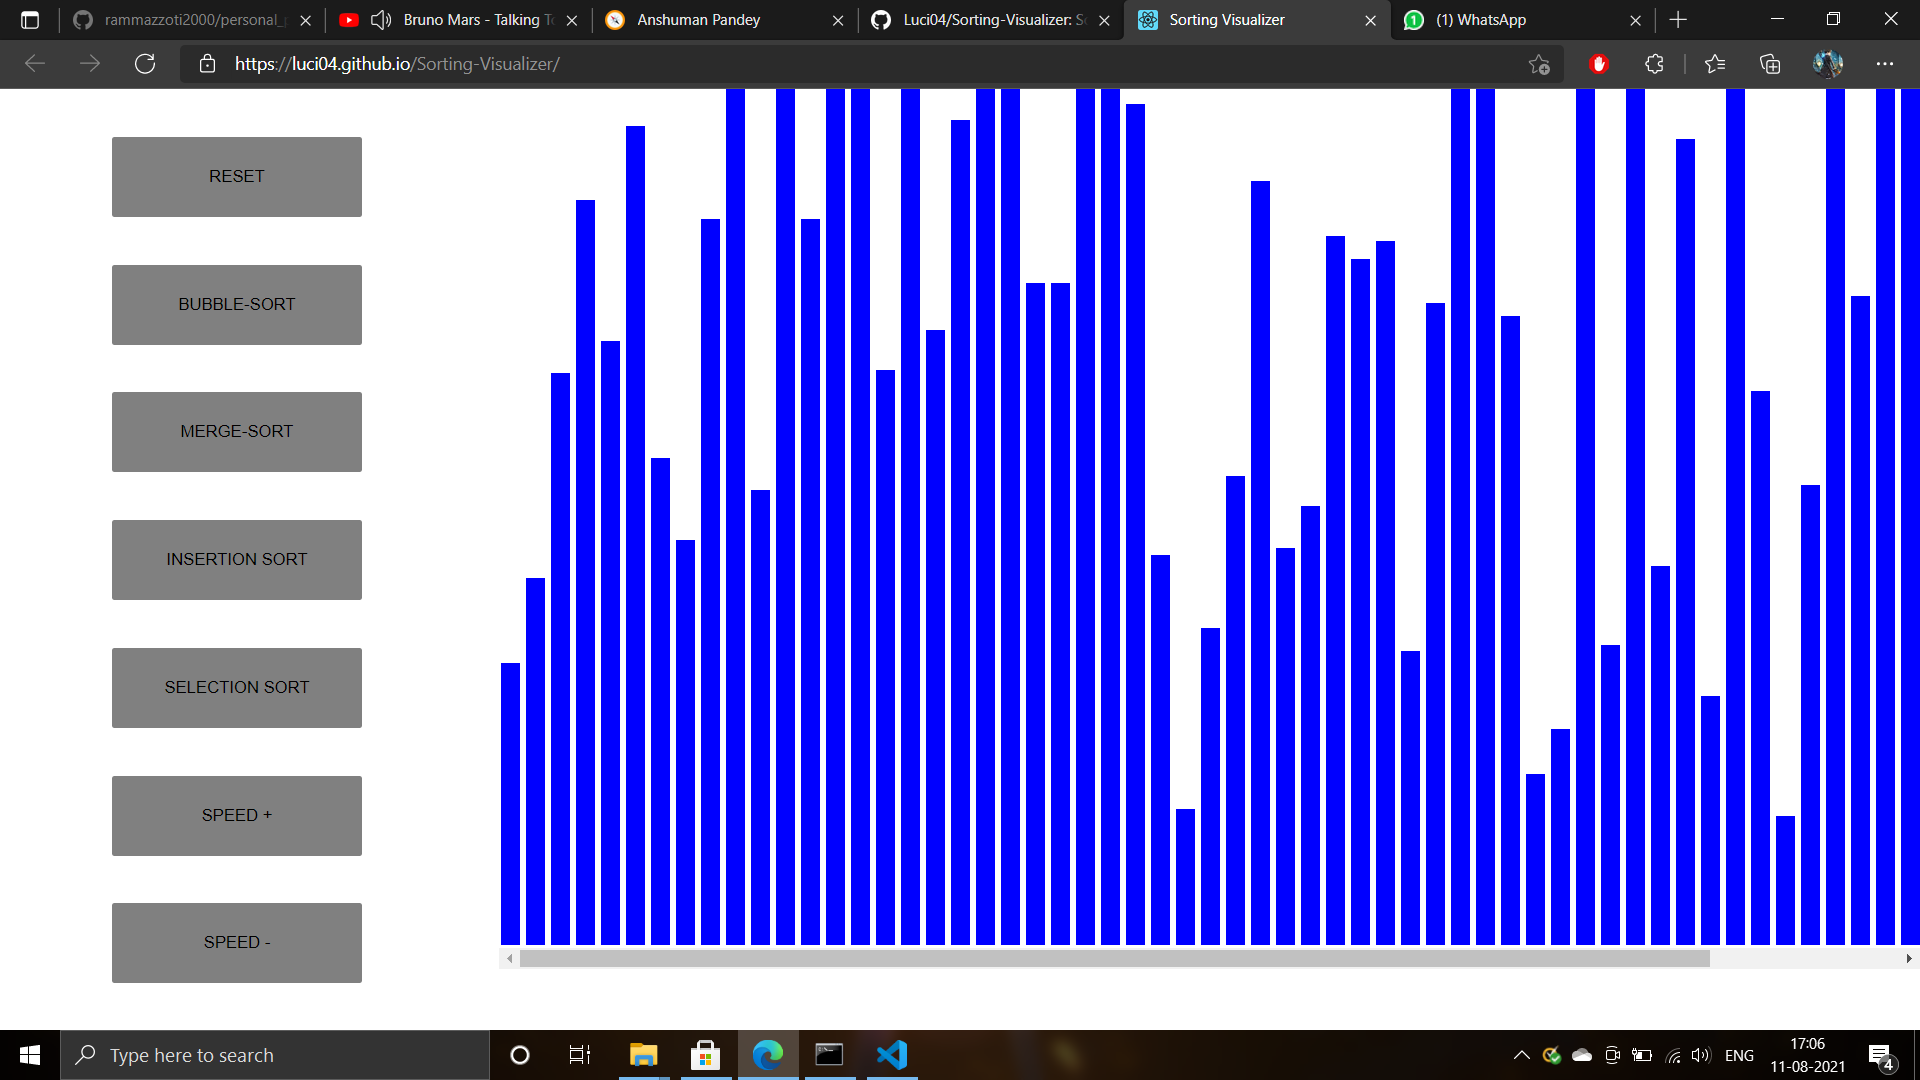 rammazzoti2000/personal_
Bruno Mars - Talking T
Anshuman Pandey
Luci04/Sorting-Visualizer: S
Sorting Visualizer
(1) WhatsApp
https://luci04.github.io/Sorting-Visualizer/
RESET
BUBBLE-SORT
MERGE-SORT
INSERTION SORT
SELECTION SORT
SPEED +
SPEED -
Type here to search
ENG
17:06
11-08-2021
4